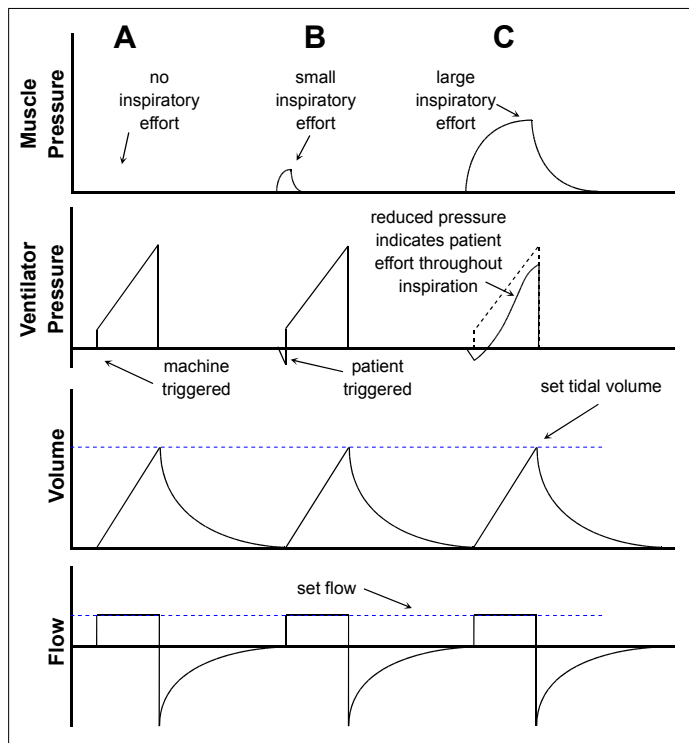 A
B
C
Muscle
Pressure
no
inspiratory
effort
small
inspiratory
effort
large
inspiratory
effort
Ventilator
Pressure
reduced pressure
indicates patient
effort throughout
inspiration
machine
triggered
patient
triggered
Volume
set tidal volume
Flow
set flow